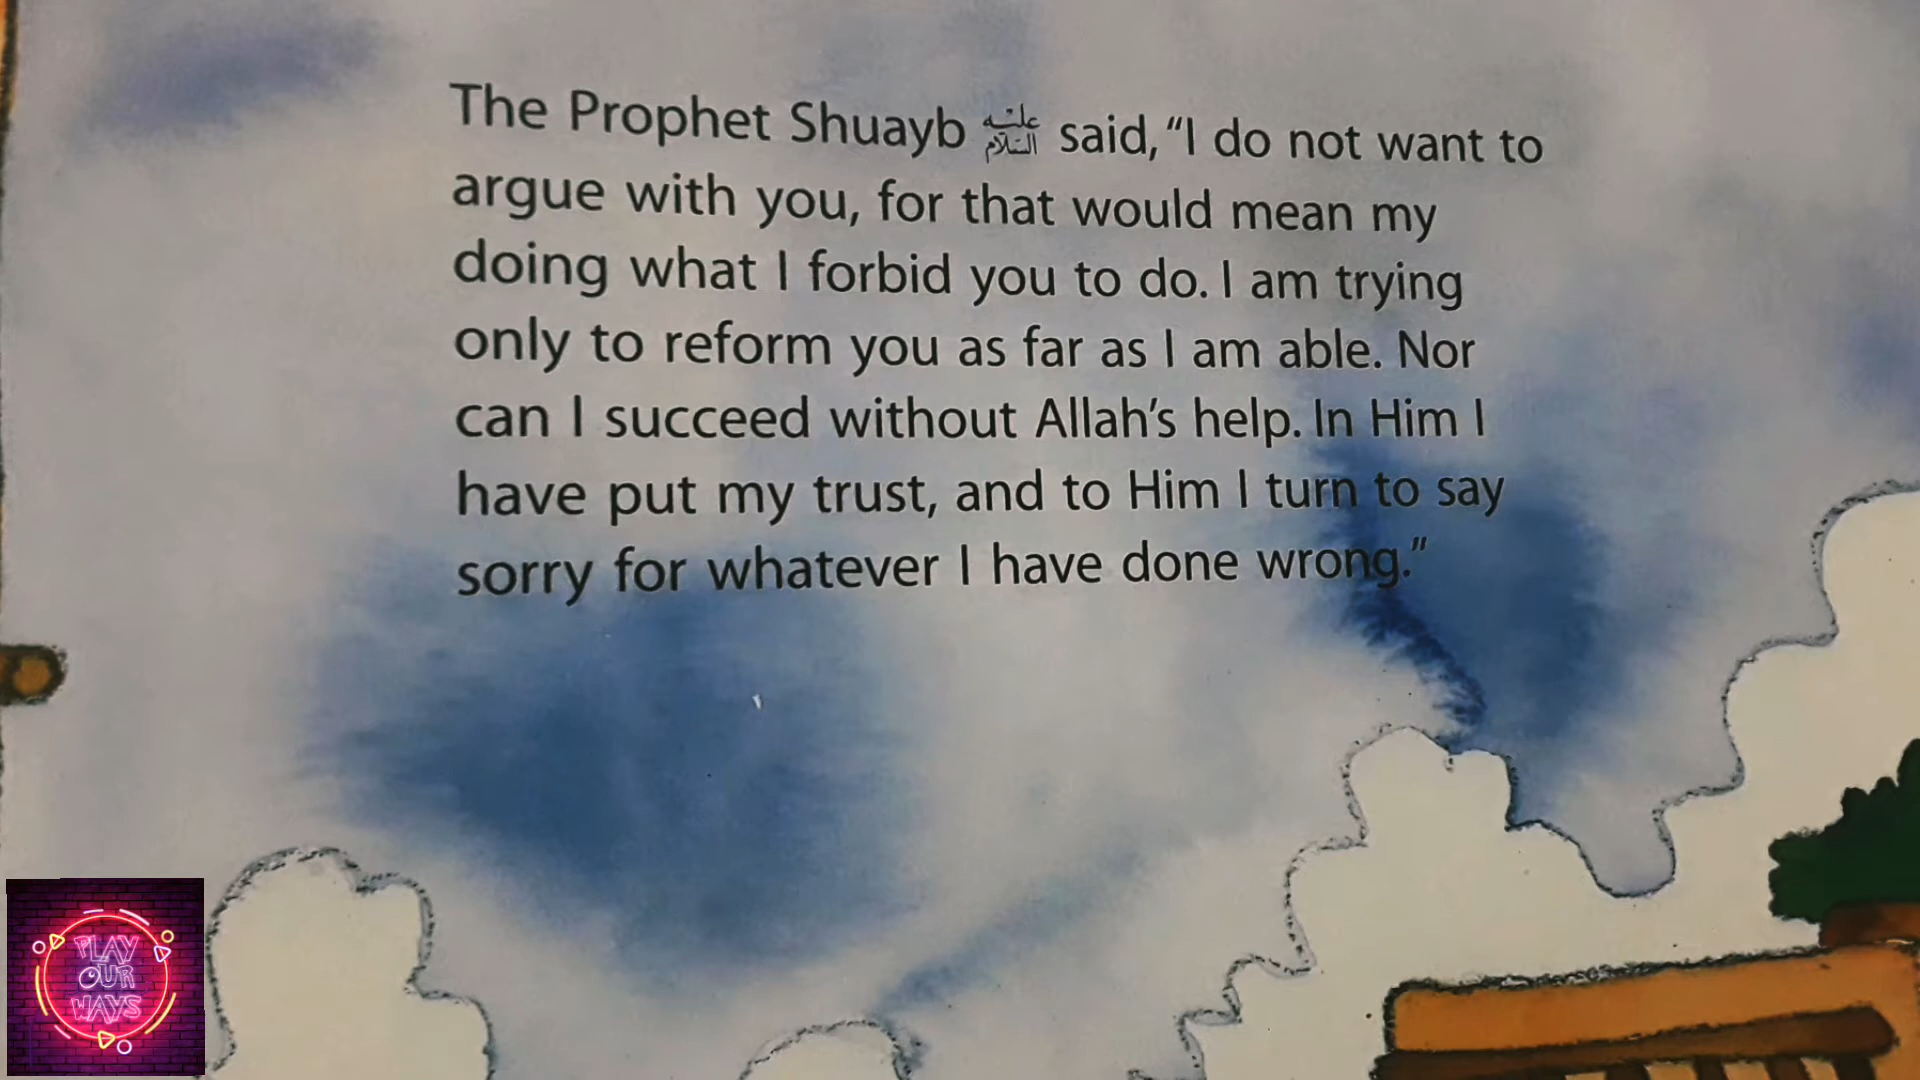 The Prophet Shuayb عليه السلام said, “I do not want to
argue with you, for that would mean my
doing what I forbid you to do. I am trying
only to reform you as far as I am able. Nor
can I succeed without Allah’s help. In Him I
have put my trust, and to Him I turn to say
sorry for whatever I have done wrong.”
PLAY
OUR
WAYS